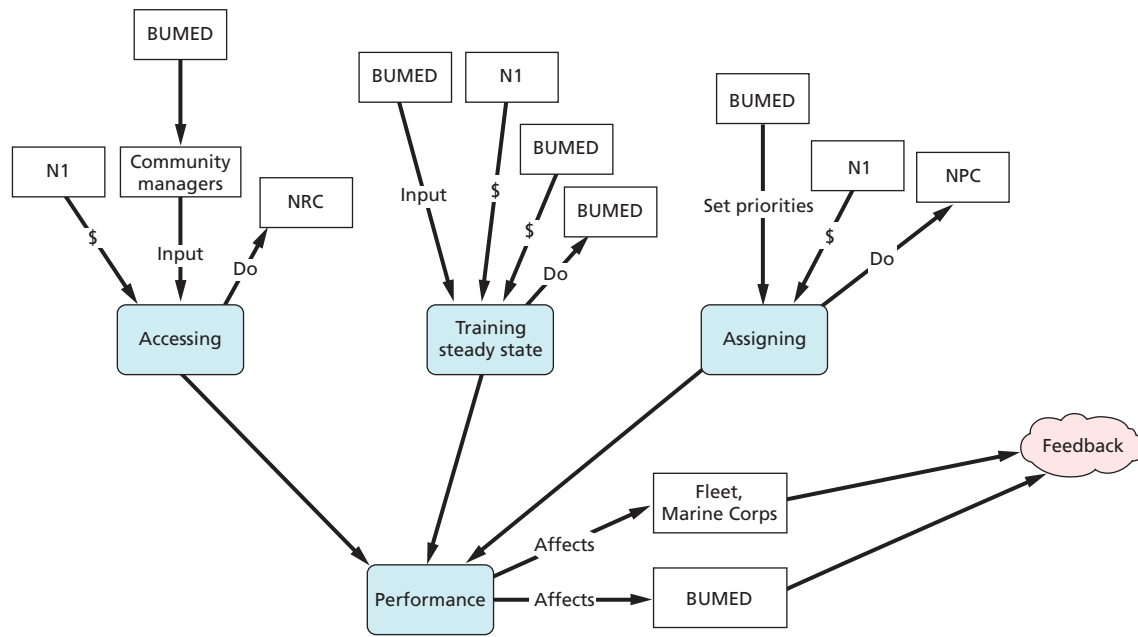 BUMED
BUMED
N1
BUMED
N1
Community
managers
BUMED
N1
NPC
NRC
BUMED
Input
$
Set priorities
$
$
$
Input
Do
Do
Do
Accessing
Training
steady state
Assigning
Feedback
Fleet,
Marine Corps
Affects
Performance
Affects
BUMED